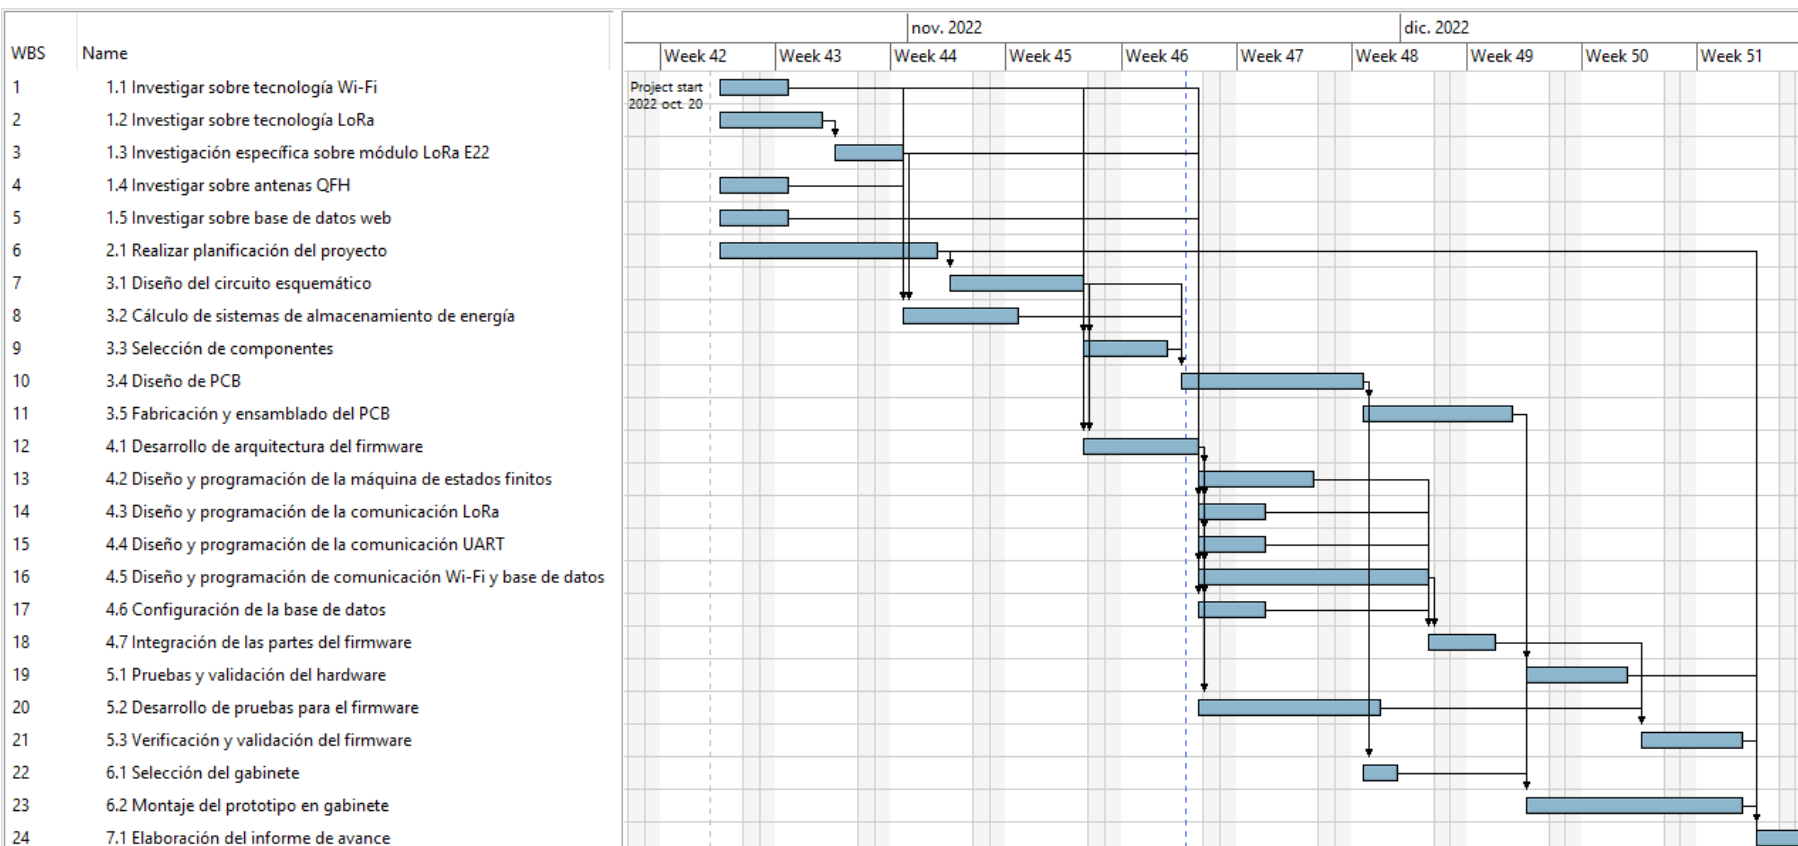 nov. 2022
dic. 2022
WBS Name
Week 42 Week 43 Week 44 Week 45 Week 46 Week 47 Week 48 Week 49 Week 50 Week 51
Project start
2022 oct. 20
1 1.1 Investigar sobre tecnología Wi-Fi
2 1.2 Investigar sobre tecnología LoRa
3 1.3 Investigación específica sobre módulo LoRa E22
4 1.4 Investigar sobre antenas QFH
5 1.5 Investigar sobre base de datos web
6 2.1 Realizar planificación del proyecto
7 3.1 Diseño del circuito esquemático
8 3.2 Cálculo de sistemas de almacenamiento de energía
9 3.3 Selección de componentes
10 3.4 Diseño de PCB
11 3.5 Fabricación y ensamblado del PCB
12 4.1 Desarrollo de arquitectura del firmware
13 4.2 Diseño y programación de la máquina de estados finitos
14 4.3 Diseño y programación de la comunicación LoRa
15 4.4 Diseño y programación de la comunicación UART
16 4.5 Diseño y programación de comunicación Wi-Fi y base de datos
17 4.6 Configuración de la base de datos
18 4.7 Integración de las partes del firmware
19 5.1 Pruebas y validación del hardware
20 5.2 Desarrollo de pruebas para el firmware
21 5.3 Verificación y validación del firmware
22 6.1 Selección del gabinete
23 6.2 Montaje del prototipo en gabinete
24 7.1 Elaboración del informe de avance